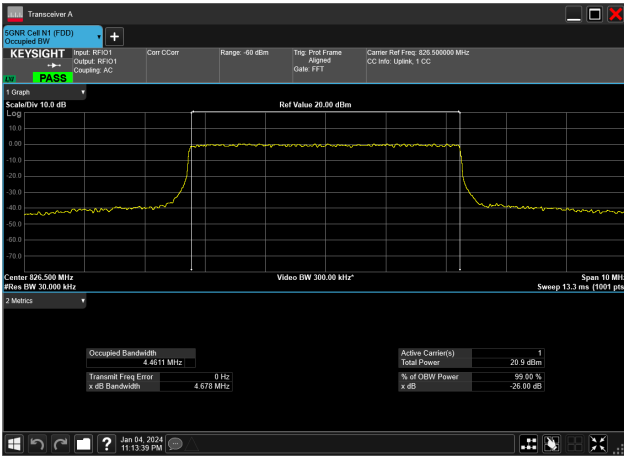 Transceiver A
5GNR Cell N1 (FDD)
Occupied BW
KEYSIGHT
LW
PASS
Input: RFIO1
Output: RFIO1
Coupling: AC
Corr CCorr
Range: -60 dBm
Trig: Prot Frame
Aligned
Gate: FFT
Carrier Ref Freq: 826.500000 MHz
CC Info: Uplink, 1 CC
1 Graph
Scale/Div 10.0 dB
Ref Value 20.00 dBm
Log
10.0
0.00
-10.0
-20.0
-30.0
-40.0
-50.0
-60.0
-70.0
Center 826.500 MHz
Video BW 300.00 kHz*
Span 10 MHz
#Res BW 30.000 kHz
Sweep 13.3 ms (1001 pts)
2 Metrics
Occupied Bandwidth
4.4611 MHz
Transmit Freq Error 0 Hz
x dB Bandwidth 4.678 MHz
Active Carrier(s) 1
Total Power 20.9 dBm
% of OBW Power 99.00 %
x dB -26.00 dB
Jan 04, 2024
11:13:39 PM